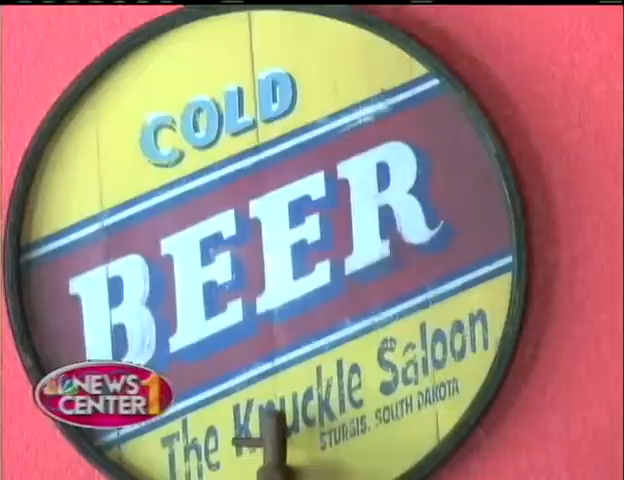 COLD
BEER
The Knuckle Saloon
STURGIS, SOUTH DAKOTA
NEWS
CENTER 1